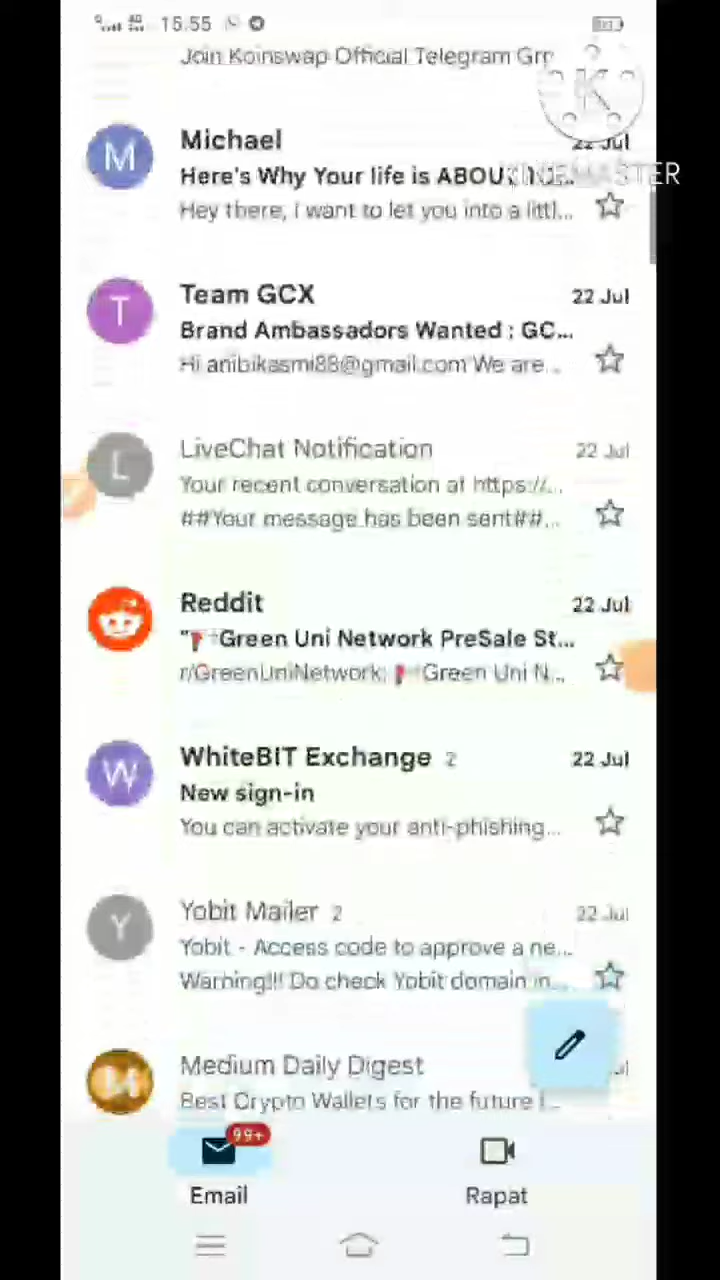 15.55
Join Koinswap Official Telegram Grp
K
KINEMASTER
M
Michael
22 Jul
Here's Why Your life is ABOUT
Hey there, I want to let you into a littl...
T
Team GCX
22 Jul
Brand Ambassadors Wanted : GC...
Hi anibikasmi88@gmail.com We are...
L
LiveChat Notification
22 Jul
Your recent conversation at https://...
##Your message has been sent##...
Reddit
22 Jul
"🚩Green Uni Network PreSale St...
r/GreenUniNetwork: 🚩Green Uni N...
W
WhiteBIT Exchange 2
22 Jul
New sign-in
You can activate your anti-phishing...
Y
Yobit Mailer 2
22 Jul
Yobit - Access code to approve a ne...
Warning!!! Do check Yobit domain in...
Medium Daily Digest
Best Crypto Wallets for the future
99+
Email
Rapat